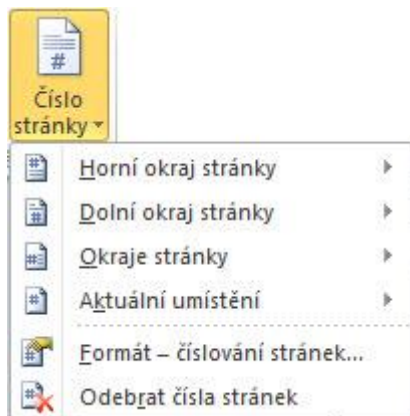 Číslo
stránky
Horní okraj stránky
Dolní okraj stránky
Okraje stránky
Aktuální umístění
Formát – číslování stránek...
Odebrat čísla stránek